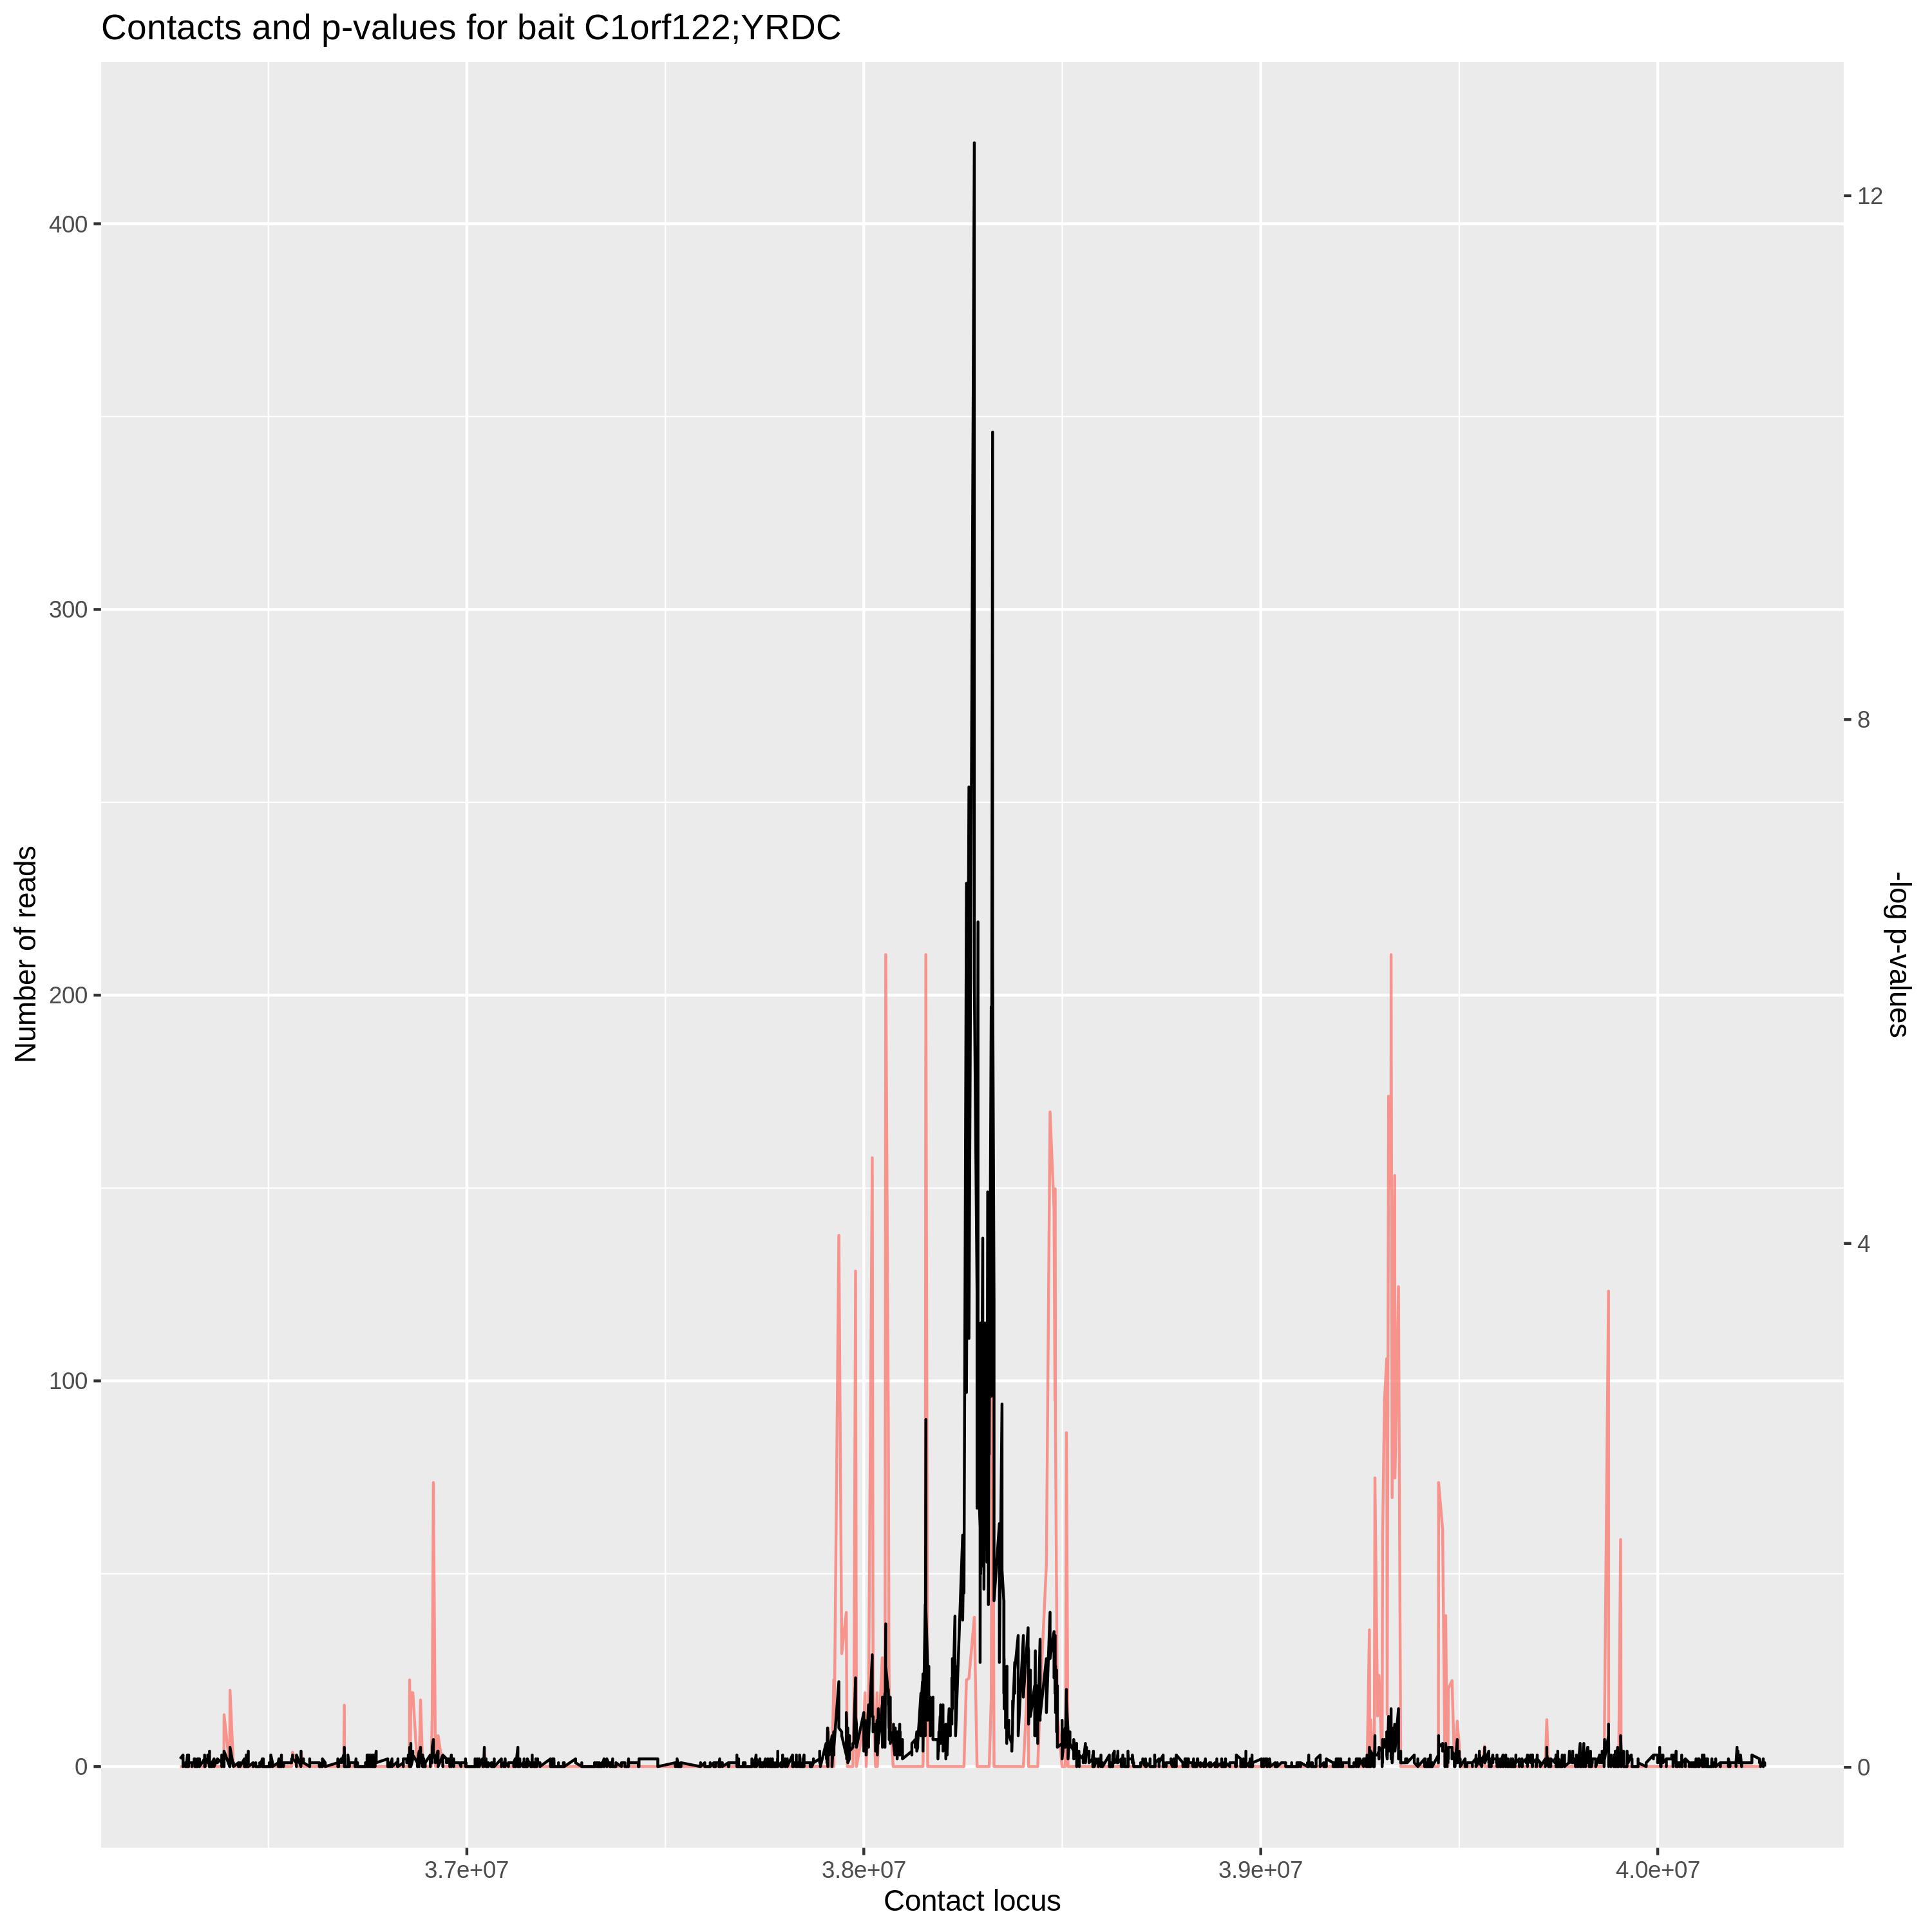 Contacts and p-values for bait C1orf122;YRDC
400
300
200
100
0
12
8
4
0
Number of reads
-log p-values
3.7e+07
3.8e+07
3.9e+07
4.0e+07
Contact locus